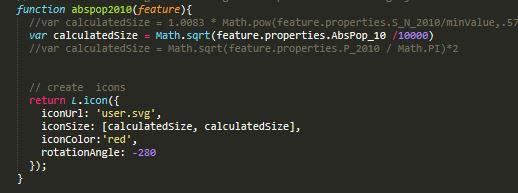 function abspop2010(feature){
//var calculatedSize = 1.0083 * Math.pow(feature.properties.S_N_2010/minValue,.57
var calculatedSize = Math.sqrt(feature.properties.AbsPop_10 /10000)
//var calculatedSize = Math.sqrt(feature.properties.P_2010 / Math.PI)*2
// create  icons
return L.icon({
iconUrl: 'user.svg',
iconSize: [calculatedSize, calculatedSize],
iconColor:'red',
rotationAngle: -280
});
}